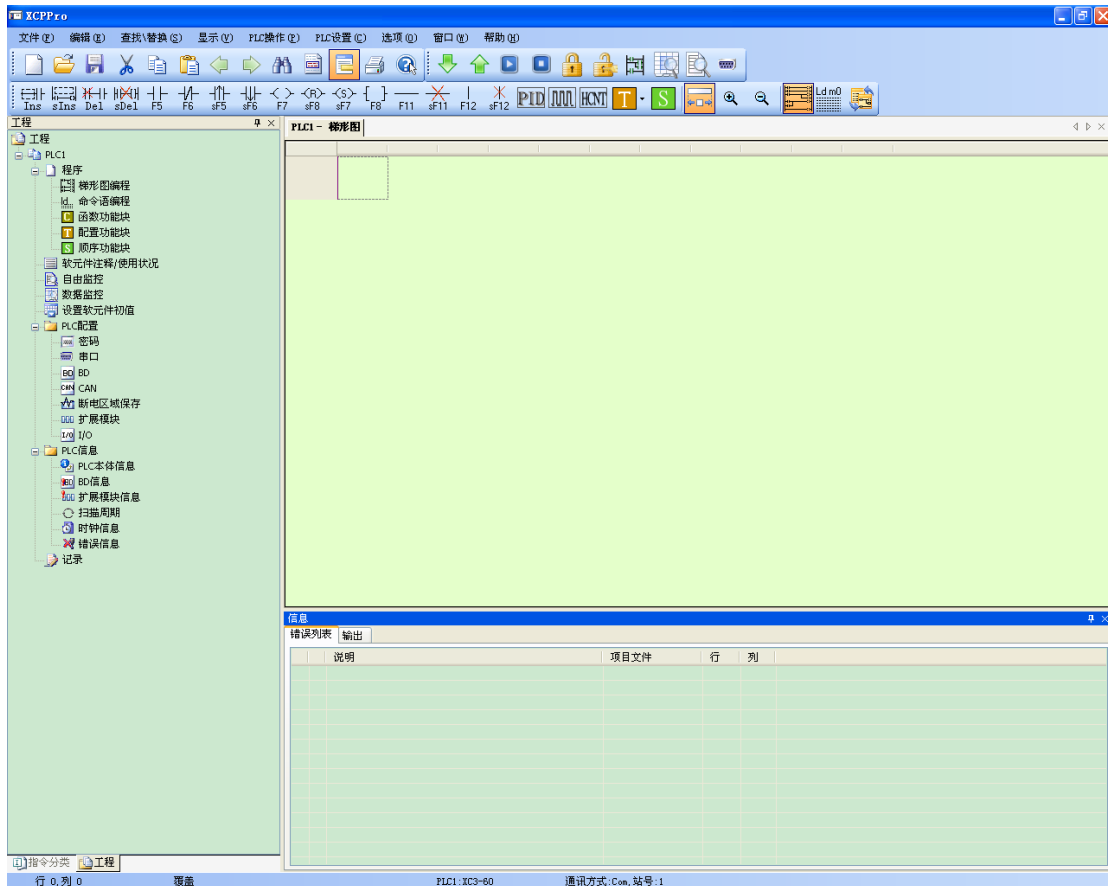 XCPPro
文件(F) 编辑(E) 查找\替换(S) 显示(V) PLC操作(P) PLC设置(C) 选项(O) 窗口(W) 帮助(H)
Ins sIns Del sDel F5 F6 sF5 sF6 F7 sF8 sF7 F8 F11 sF11 F12 sF12 PID HCNT T S Ld m0
工程
PLC1 - 梯形图
工程
PLC1
程序
梯形图编程
命令语编程
函数功能块
配置功能块
顺序功能块
软元件注释/使用状况
自由监控
数据监控
设置软元件初值
PLC配置
密码
串口
BD BD
CAN CAN
断电区域保存
扩展模块
I/O I/O
PLC信息
PLC本体信息
BD信息
扩展模块信息
扫描周期
时钟信息
错误信息
记录
信息
错误列表 输出
说明 项目文件 行 列
指令分类 工程
行 0,列 0 覆盖 PLC1:XC3-60 通讯方式:Com,站号:1